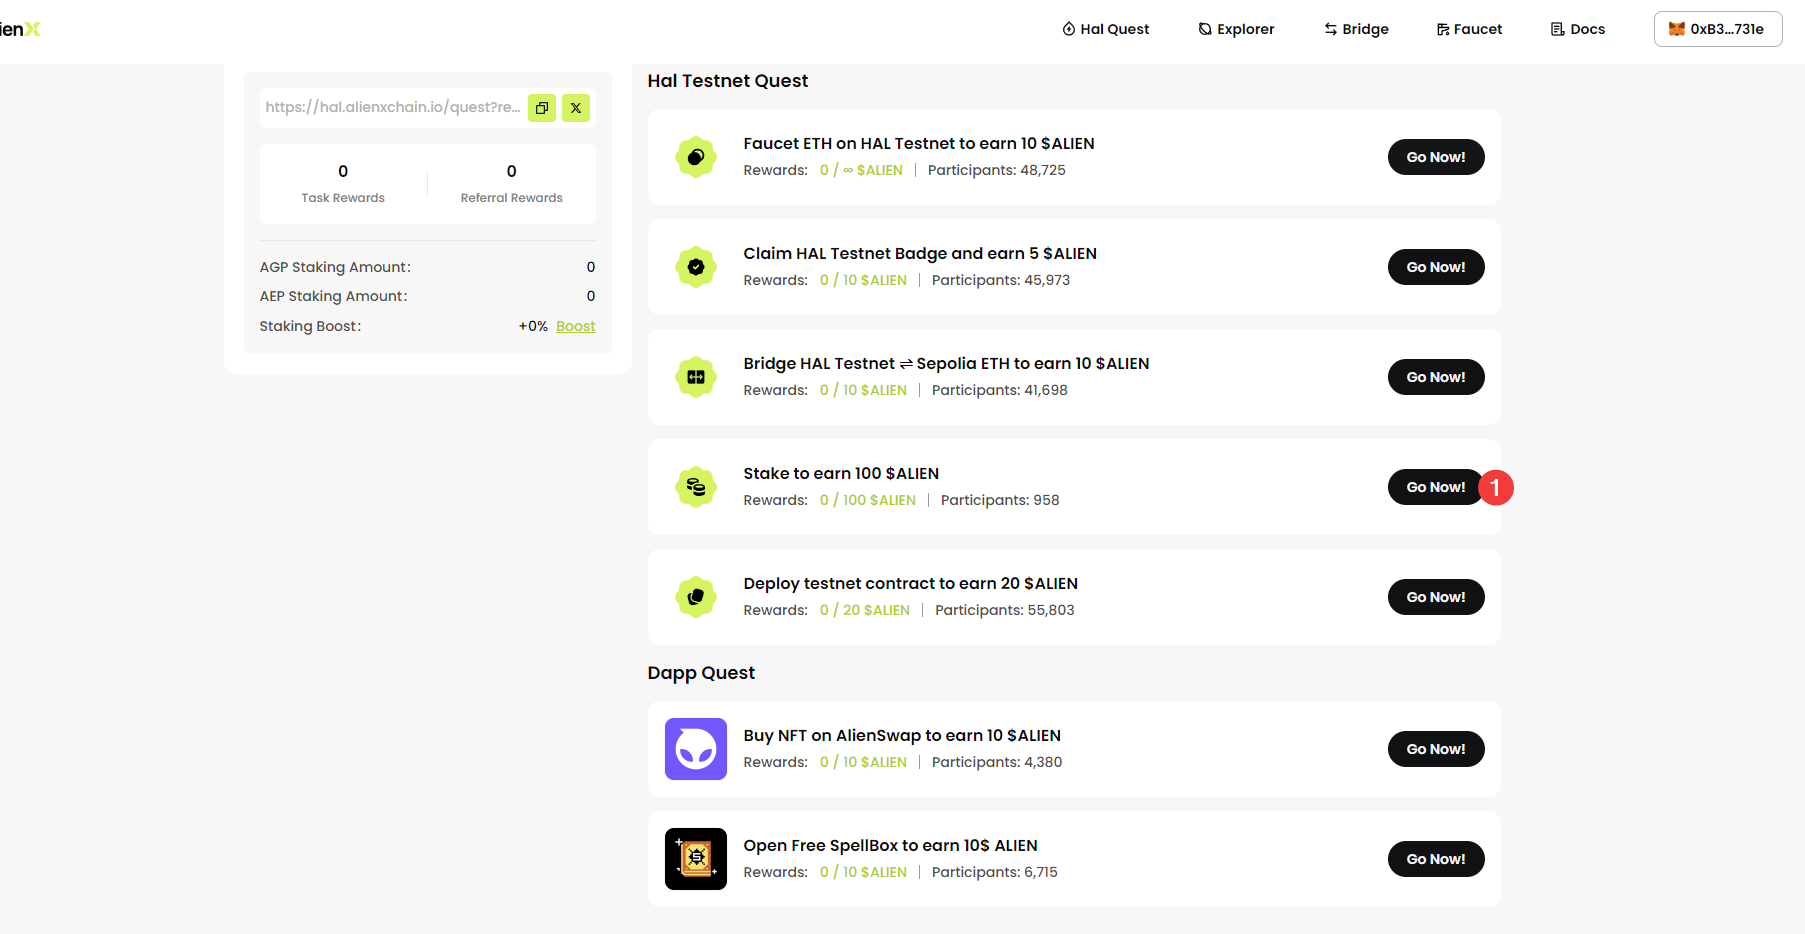 ienX
Hal Quest
Explorer
Bridge
Faucet
Docs
0xB3...731e
https://hal.alienxchain.io/quest?re...
0
Task Rewards
0
Referral Rewards
AGP Staking Amount: 0
AEP Staking Amount: 0
Staking Boost: +0% Boost
Hal Testnet Quest
Faucet ETH on HAL Testnet to earn 10 $ALIEN
Rewards: 0 / ∞ $ALIEN | Participants: 48,725
Go Now!
Claim HAL Testnet Badge and earn 5 $ALIEN
Rewards: 0 / 10 $ALIEN | Participants: 45,973
Go Now!
Bridge HAL Testnet ⇌ Sepolia ETH to earn 10 $ALIEN
Rewards: 0 / 10 $ALIEN | Participants: 41,698
Go Now!
Stake to earn 100 $ALIEN
Rewards: 0 / 100 $ALIEN | Participants: 958
Go Now!
1
Deploy testnet contract to earn 20 $ALIEN
Rewards: 0 / 20 $ALIEN | Participants: 55,803
Go Now!
Dapp Quest
Buy NFT on AlienSwap to earn 10 $ALIEN
Rewards: 0 / 10 $ALIEN | Participants: 4,380
Go Now!
Open Free SpellBox to earn 10$ ALIEN
Rewards: 0 / 10 $ALIEN | Participants: 6,715
Go Now!